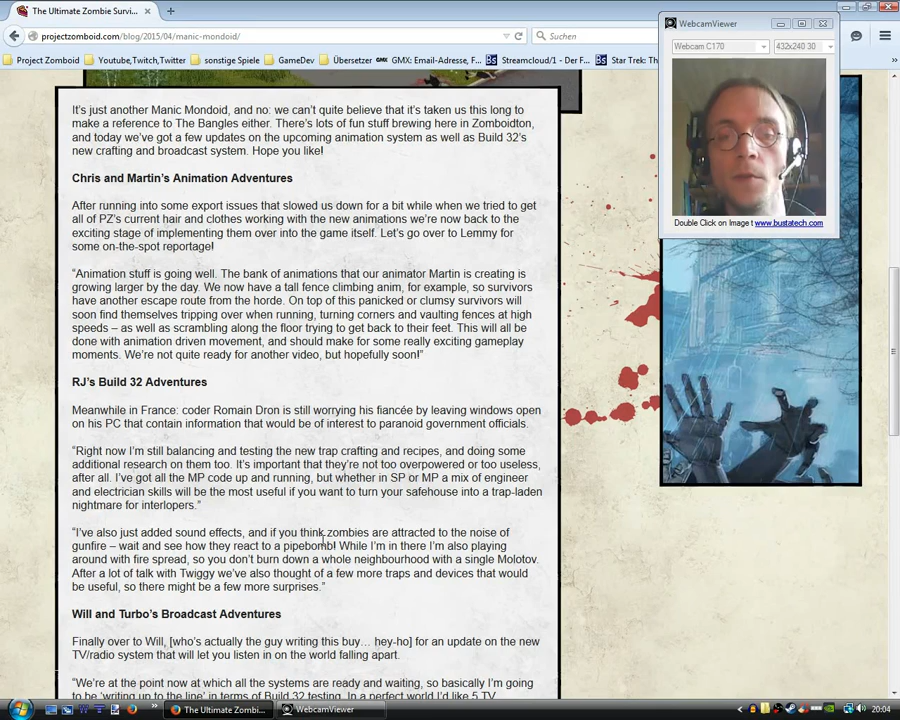 The Ultimate Zombie Survi...
WebcamViewer
projectzomboid.com/blog/2015/04/manic-mondoid/
Suchen
Webcam C170
432x240 30
Project Zomboid
Youtube,Twitch,Twitter
sonstige Spiele
GameDev
Übersetzer
GMX GMX: Email-Adresse, F...
Bs Streamcloud/1 - Der F...
Bs Star Trek: Th
It's just another Manic Mondoid, and no: we can't quite believe that it's taken us this long to
make a reference to The Bangles either. There's lots of fun stuff brewing here in Zomboidton,
and today we've got a few updates on the upcoming animation system as well as Build 32's
new crafting and broadcast system. Hope you like!
Chris and Martin's Animation Adventures
After running into some export issues that slowed us down for a bit while when we tried to get
all of PZ's current hair and clothes working with the new animations we're now back to the
exciting stage of implementing them over into the game itself. Let's go over to Lemmy for
some on-the-spot reportage!
“Animation stuff is going well. The bank of animations that our animator Martin is creating is
growing larger by the day. We now have a tall fence climbing anim, for example, so survivors
have another escape route from the horde. On top of this panicked or clumsy survivors will
soon find themselves tripping over when running, turning corners and vaulting fences at high
speeds – as well as scrambling along the floor trying to get back to their feet. This will all be
done with animation driven movement, and should make for some really exciting gameplay
moments. We're not quite ready for another video, but hopefully soon!”
RJ's Build 32 Adventures
Meanwhile in France: coder Romain Dron is still worrying his fiancée by leaving windows open
on his PC that contain information that would be of interest to paranoid government officials.
“Right now I'm still balancing and testing the new trap crafting and recipes, and doing some
additional research on them too. It's important that they're not too overpowered or too useless,
after all. I've got all the MP code up and running, but whether in SP or MP a mix of engineer
and electrician skills will be the most useful if you want to turn your safehouse into a trap-laden
nightmare for interlopers.”
“I've also just added sound effects, and if you think zombies are attracted to the noise of
gunfire – wait and see how they react to a pipebomb! While I'm in there I'm also playing
around with fire spread, so you don't burn down a whole neighbourhood with a single Molotov.
After a lot of talk with Twiggy we've also thought of a few more traps and devices that would
be useful, so there might be a few more surprises.”
Will and Turbo's Broadcast Adventures
Finally over to Will, [who's actually the guy writing this buy… hey-ho] for an update on the new
TV/radio system that will let you listen in on the world falling apart.
“We're at the point now at which all the systems are ready and waiting, so basically I'm going
to be 'writing up to the line' in terms of Build 32 testing. In a perfect world I'd like 5 TV
Double Click on Image t www.bustatech.com
The Ultimate Zombi...
WebcamViewer
20:04